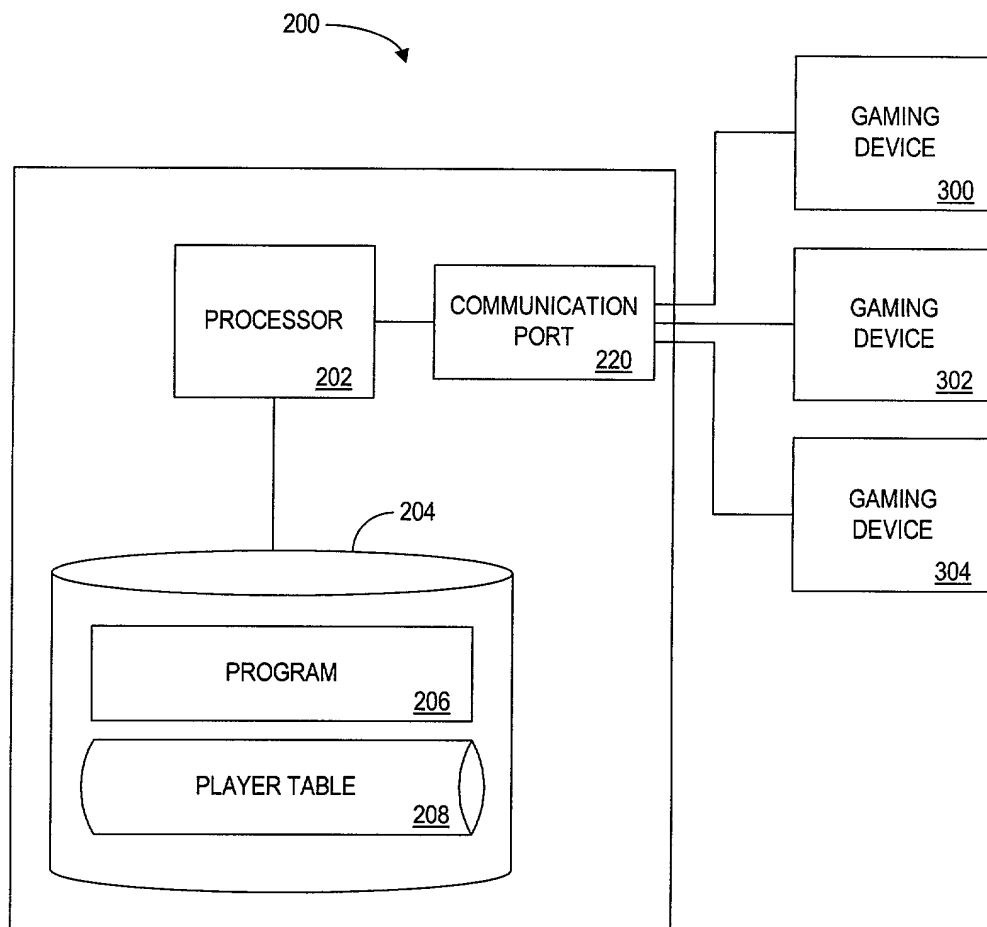 200
GAMING
DEVICE
300
PROCESSOR
202
COMMUNICATION
PORT
220
GAMING
DEVICE
302
GAMING
DEVICE
304
204
PROGRAM
206
PLAYER TABLE
208